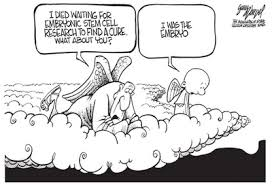 I DIED WAITING FOR
EMBRYONIC STEM CELL
RESEARCH TO FIND A CURE.
WHAT ABOUT YOU?
I WAS THE
EMBRYO